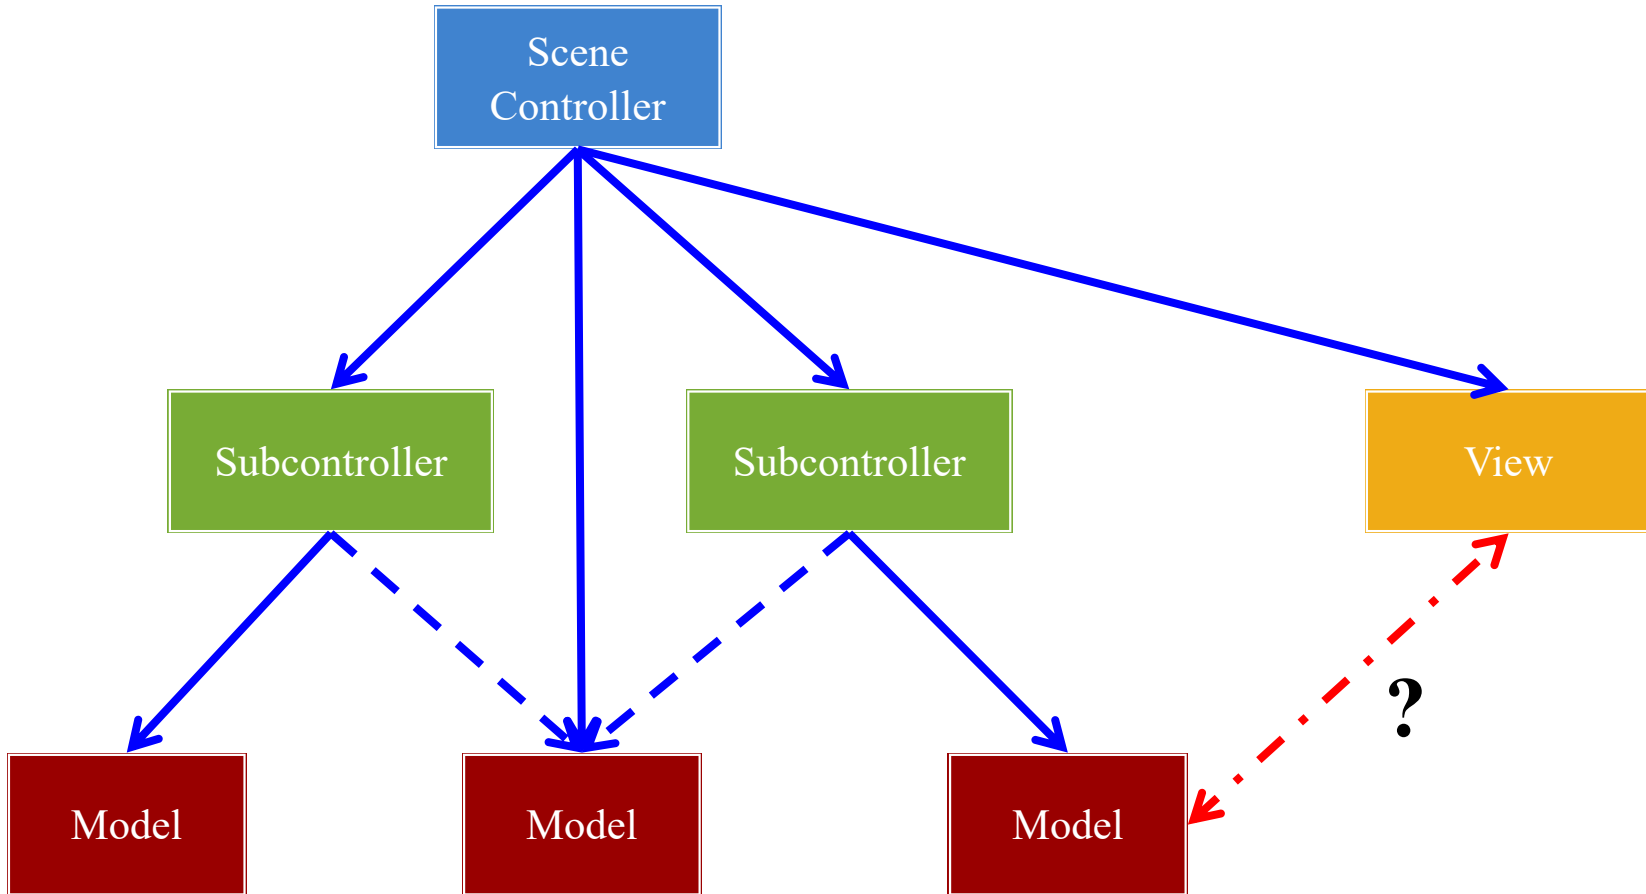 Scene
Controller
Subcontroller
Subcontroller
View
?
Model
Model
Model